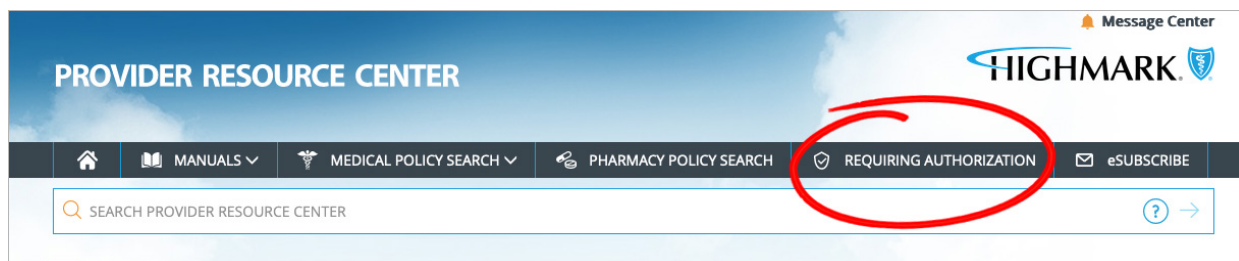 Message Center
PROVIDER RESOURCE CENTER
HIGHMARK.
MANUALS MEDICAL POLICY SEARCH PHARMACY POLICY SEARCH REQUIRING AUTHORIZATION eSUBSCRIBE
SEARCH PROVIDER RESOURCE CENTER ?